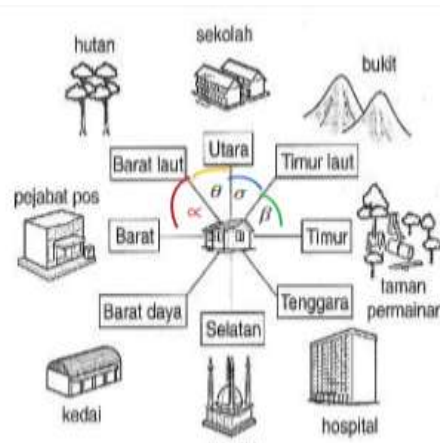 sekolah
hutan
bukit
Utara
Barat laut
Timur laut
θ σ
α β
pejabat pos
Barat
Timur
taman
permainan
Barat daya
Tenggara
Selatan
kedai
hospital